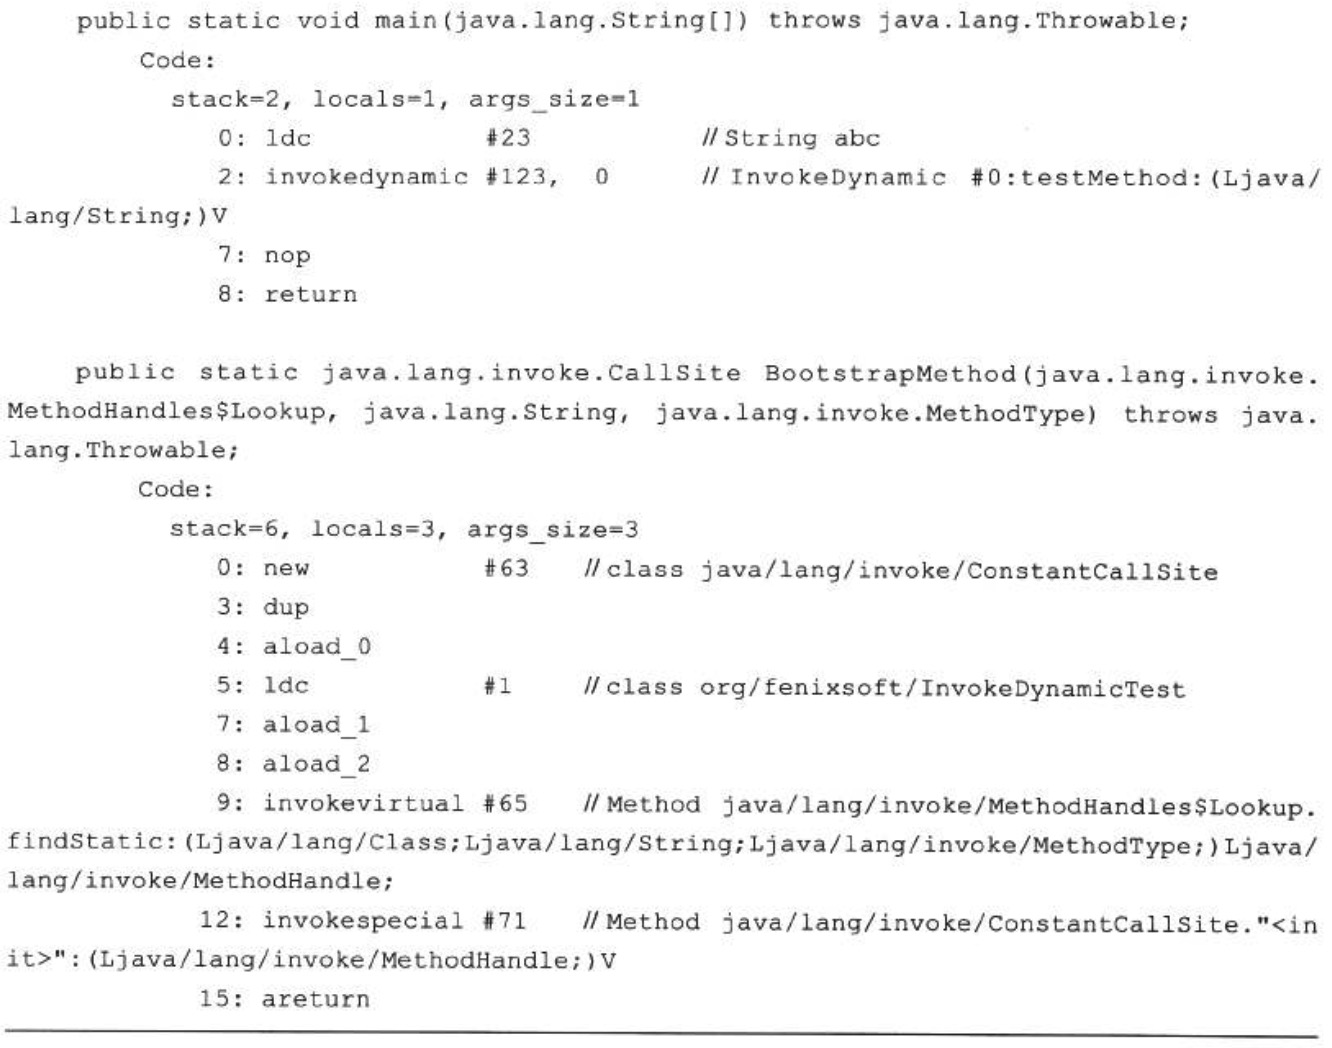 public static void main(java.lang.String[]) throws java.lang.Throwable;
Code:
stack=2, locals=1, args_size=1
0: ldc #23 //String abc
2: invokedynamic #123, 0 // InvokeDynamic #0:testMethod:(Ljava/
lang/String;)V
7: nop
8: return
public static java.lang.invoke.CallSite BootstrapMethod(java.lang.invoke.
MethodHandles$Lookup, java.lang.String, java.lang.invoke.MethodType) throws java.
lang.Throwable;
Code:
stack=6, locals=3, args_size=3
0: new #63 //class java/lang/invoke/ConstantCallSite
3: dup
4: aload_0
5: ldc #1 //class org/fenixsoft/InvokeDynamicTest
7: aload_1
8: aload_2
9: invokevirtual #65 //Method java/lang/invoke/MethodHandles$Lookup.
findStatic:(Ljava/lang/Class;Ljava/lang/String;Ljava/lang/invoke/MethodType;)Ljava/
lang/invoke/MethodHandle;
12: invokespecial #71 //Method java/lang/invoke/ConstantCallSite."<in
it>":(Ljava/lang/invoke/MethodHandle;)V
15: areturn